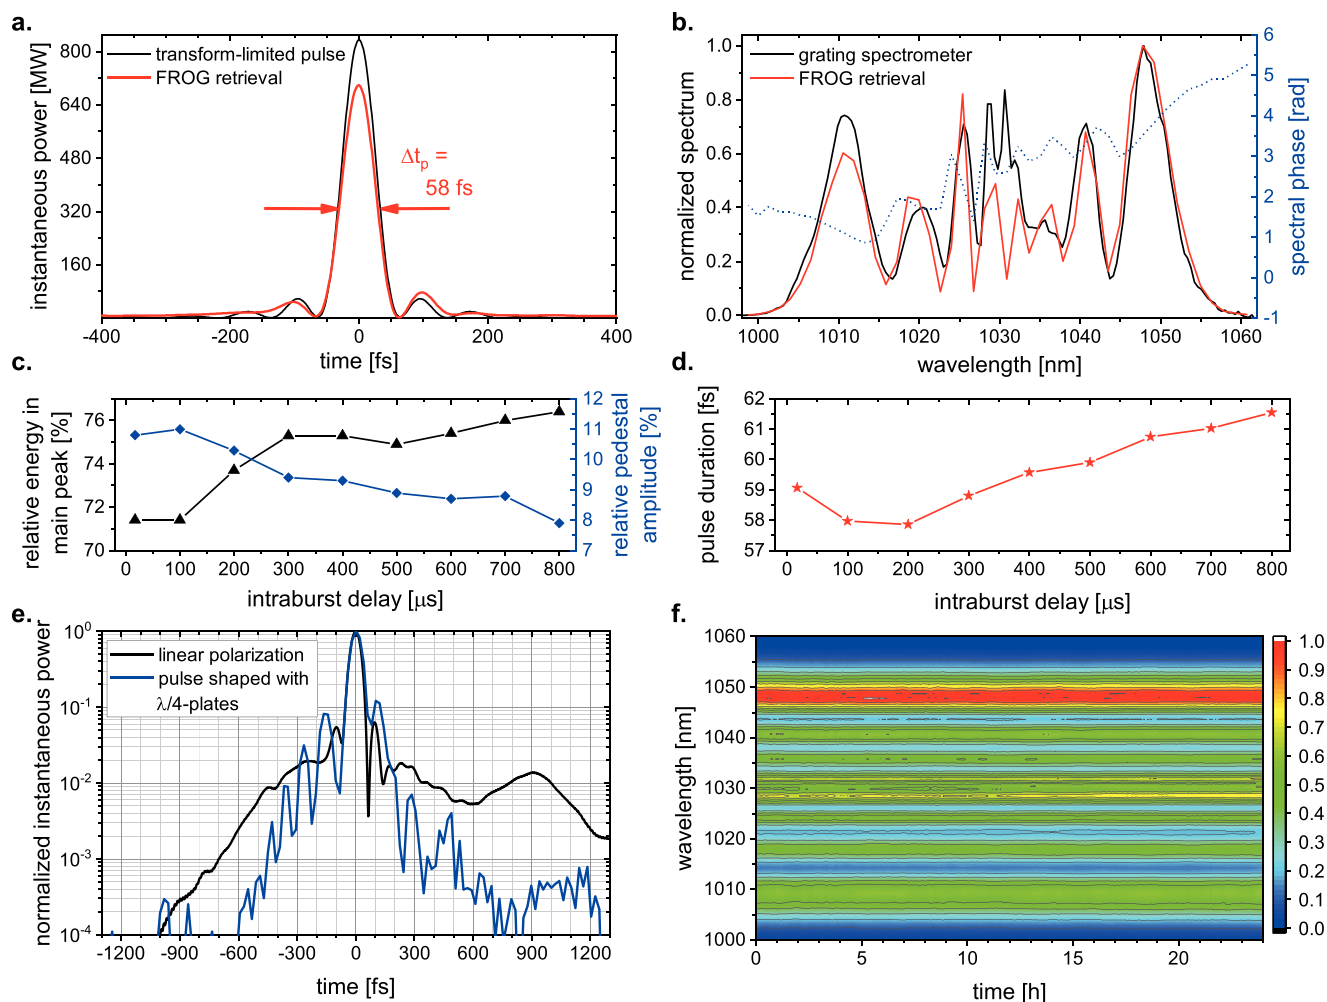 a.
transform-limited pulse
FROG retrieval
Δtp =
58 fs
instantaneous power [MW]
800
640
480
320
160
-400 -200 0 200 400
time [fs]
b.
grating spectrometer
FROG retrieval
normalized spectrum
1.0
0.8
0.6
0.4
0.2
0.0
6
5
4
3
2
1
0
-1
spectral phase [rad]
1000 1010 1020 1030 1040 1050 1060
wavelength [nm]
c.
relative energy in
main peak [%]
76
74
72
70
12
11
10
9
8
7
relative pedestal
amplitude [%]
0 100 200 300 400 500 600 700 800
intraburst delay [μs]
d.
pulse duration [fs]
62
61
60
59
58
57
0 100 200 300 400 500 600 700 800
intraburst delay [μs]
e.
linear polarization
pulse shaped with
λ/4-plates
normalized instantaneous power
10^0
10^-1
10^-2
10^-3
10^-4
-1200 -900 -600 -300 0 300 600 900 1200
time [fs]
f.
wavelength [nm]
1060
1050
1040
1030
1020
1010
1000
0 5 10 15 20
time [h]
1.0
0.9
0.8
0.7
0.6
0.5
0.4
0.3
0.2
0.1
0.0